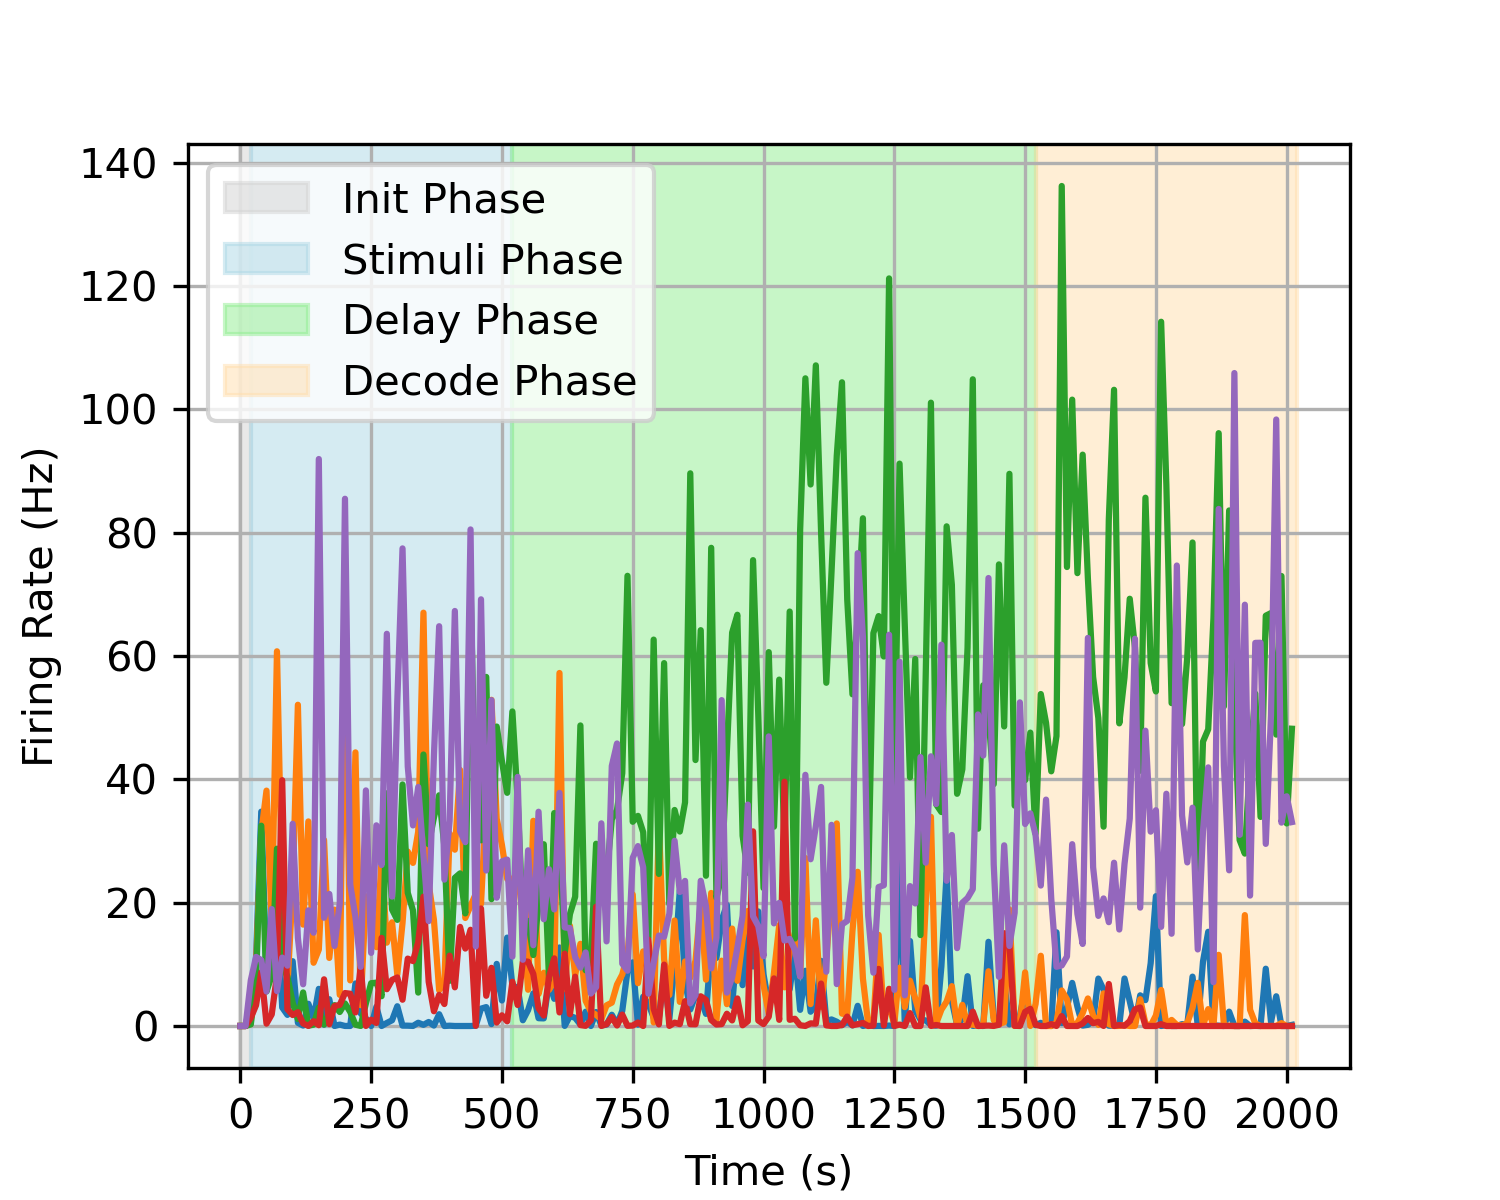 140
120
100
80
60
40
20
0
Firing Rate (Hz)
Init Phase
Stimuli Phase
Delay Phase
Decode Phase
0 250 500 750 1000 1250 1500 1750 2000
Time (s)